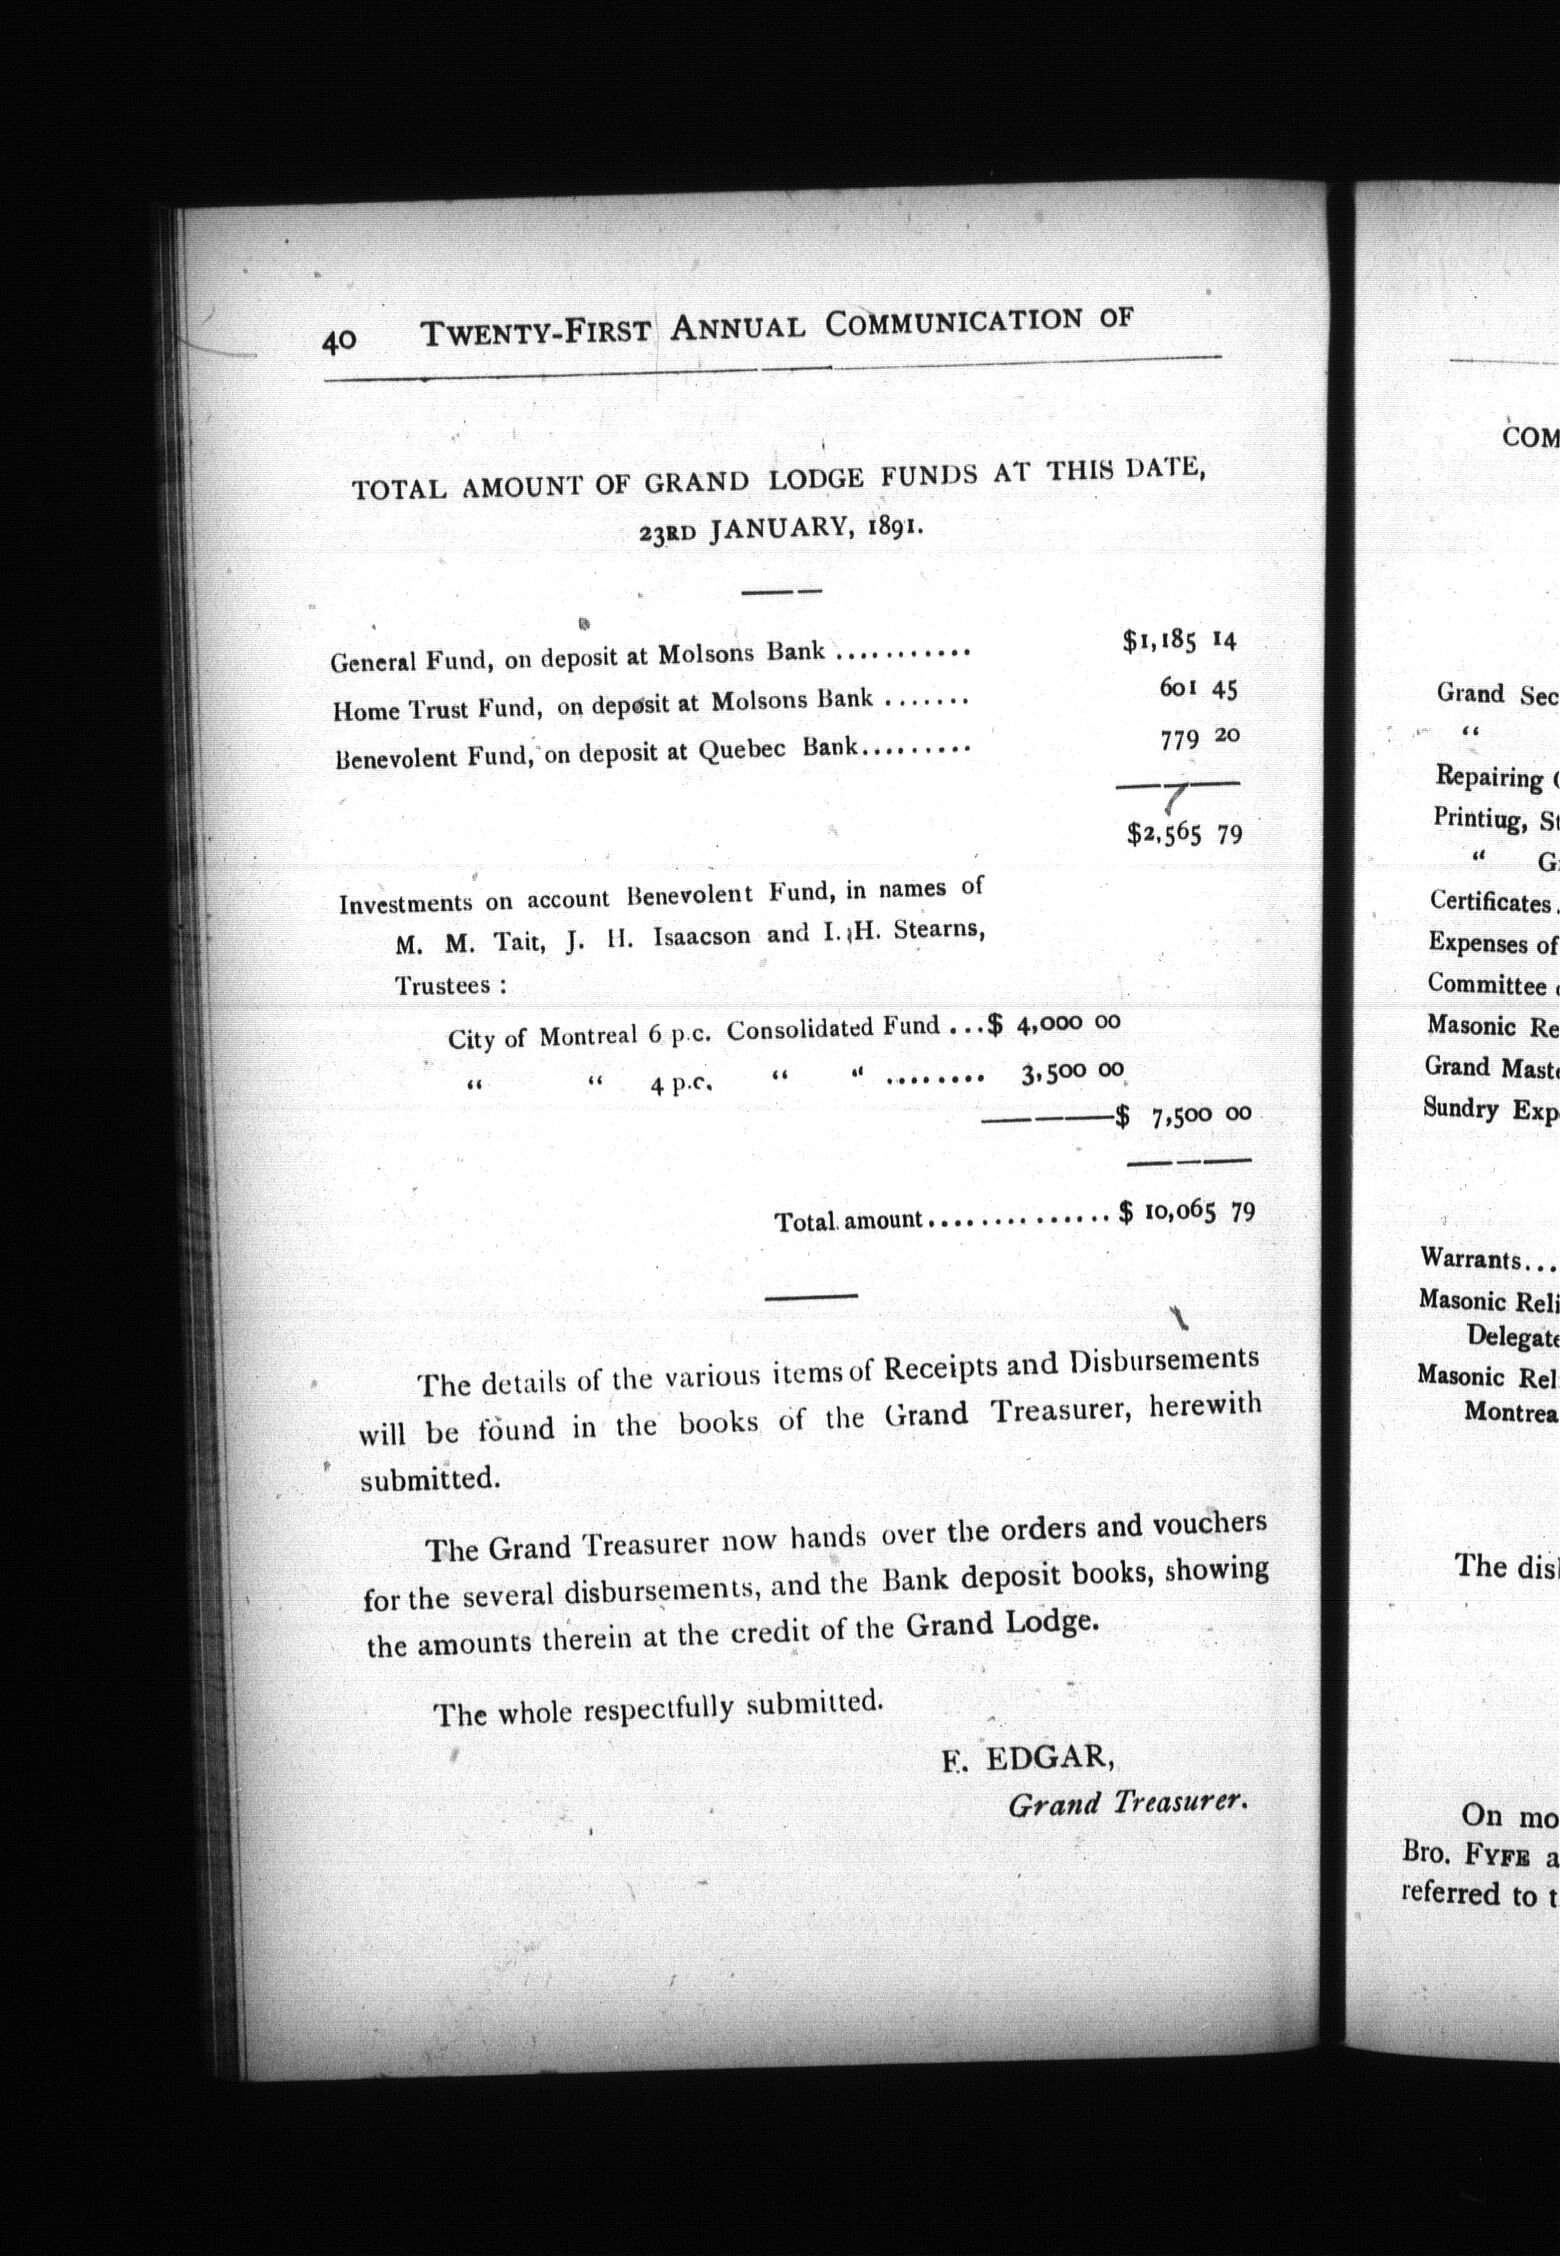 40 TWENTY-FIRST ANNUAL COMMUNICATION OF
TOTAL AMOUNT OF GRAND LODGE FUNDS AT THIS DATE,
23RD JANUARY, 1891.
General Fund, on deposit at Molsons Bank ........... $1,185 14
Home Trust Fund, on deposit at Molsons Bank ....... 601 45
Benevolent Fund, on deposit at Quebec Bank......... 779 20
7
$2,565 79
Investments on account Benevolent Fund, in names of
M. M. Tait, J. H. Isaacson and I. H. Stearns,
Trustees :
City of Montreal 6 p.c. Consolidated Fund ...$ 4,000 00
“ “ 4 p.c. “ “ ........ 3,500 00
$ 7,500 00
Total amount.............. $ 10,065 79
The details of the various items of Receipts and Disbursements
will be found in the books of the Grand Treasurer, herewith
submitted.
The Grand Treasurer now hands over the orders and vouchers
for the several disbursements, and the Bank deposit books, showing
the amounts therein at the credit of the Grand Lodge.
The whole respectfully submitted.
F. EDGAR,
Grand Treasurer.
COM
Grand Sec
“
Repairing
Printiug, St
“ G
Certificates.
Expenses of
Committee
Masonic Re
Grand Maste
Sundry Exp
Warrants...
Masonic Reli
Delegate
Masonic Rel
Montrea
The dis
On mo
Bro. FYFE a
referred to t